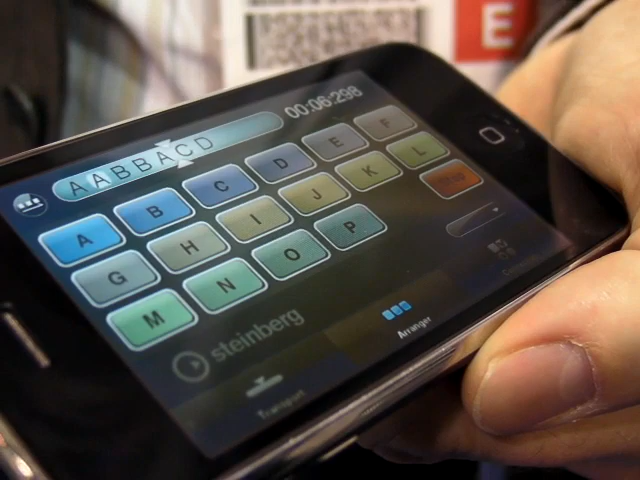 E
00:06:298
AABBACD
A B C D E F
G H I J K L
M N O P
steinberg
Transport
Arranger